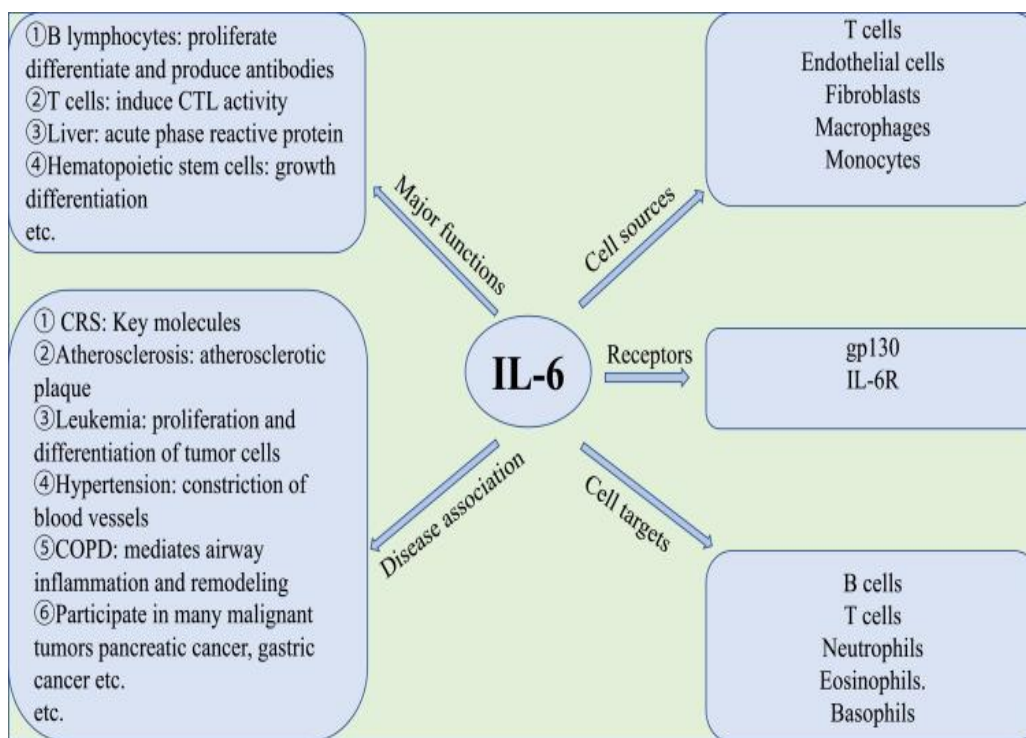 ①B lymphocytes: proliferate
differentiate and produce antibodies
②T cells: induce CTL activity
③Liver: acute phase reactive protein
④Hematopoietic stem cells: growth
differentiation
etc.
T cells
Endothelial cells
Fibroblasts
Macrophages
Monocytes
Major functions
Cell sources
IL-6
Receptors
gp130
IL-6R
① CRS: Key molecules
②Atherosclerosis: atherosclerotic
plaque
③Leukemia: proliferation and
differentiation of tumor cells
④Hypertension: constriction of
blood vessels
⑤COPD: mediates airway
inflammation and remodeling
⑥Participate in many malignant
tumors pancreatic cancer, gastric
cancer etc.
etc.
Disease association
Cell targets
B cells
T cells
Neutrophils
Eosinophils.
Basophils